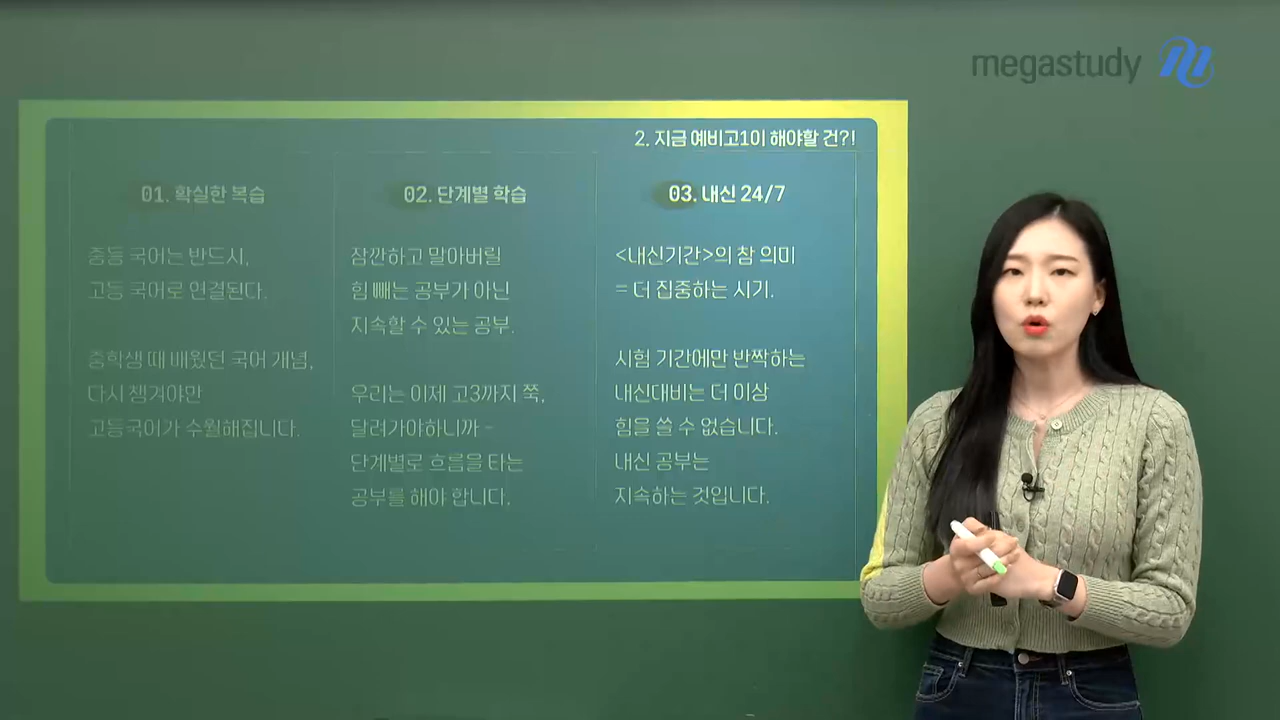 megastudy
2. 지금 예비고1이 해야할 건?!
01. 확실한 복습
중등 국어는 반드시,
고등 국어로 연결된다.
중학생 때 배웠던 국어 개념,
다시 챙겨야만
고등국어가 수월해집니다.
02. 단계별 학습
잠깐하고 말아버릴
힘 빼는 공부가 아닌
지속할 수 있는 공부.
우리는 이제 고3까지 쭉,
달려가야하니까 -
단계별로 흐름을 타는
공부를 해야 합니다.
03. 내신 24/7
<내신기간>의 참 의미
= 더 집중하는 시기.
시험 기간에만 반짝하는
내신대비는 더 이상
힘을 쓸 수 없습니다.
내신 공부는
지속하는 것입니다.